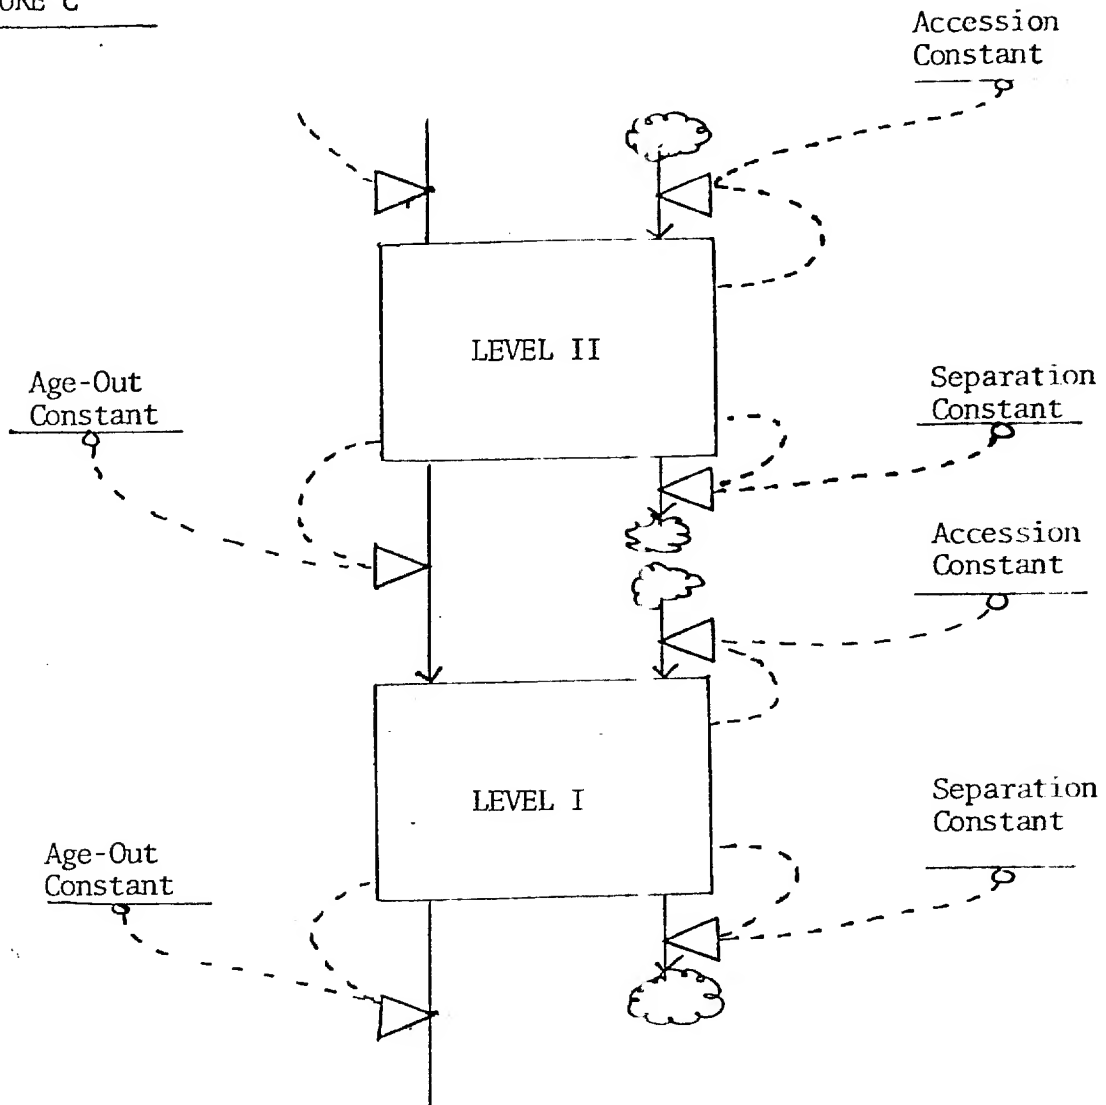 C
Accession
Constant
LEVEL II
Age-Out
Constant
Separation
Constant
Accession
Constant
LEVEL I
Separation
Constant
Age-Out
Constant